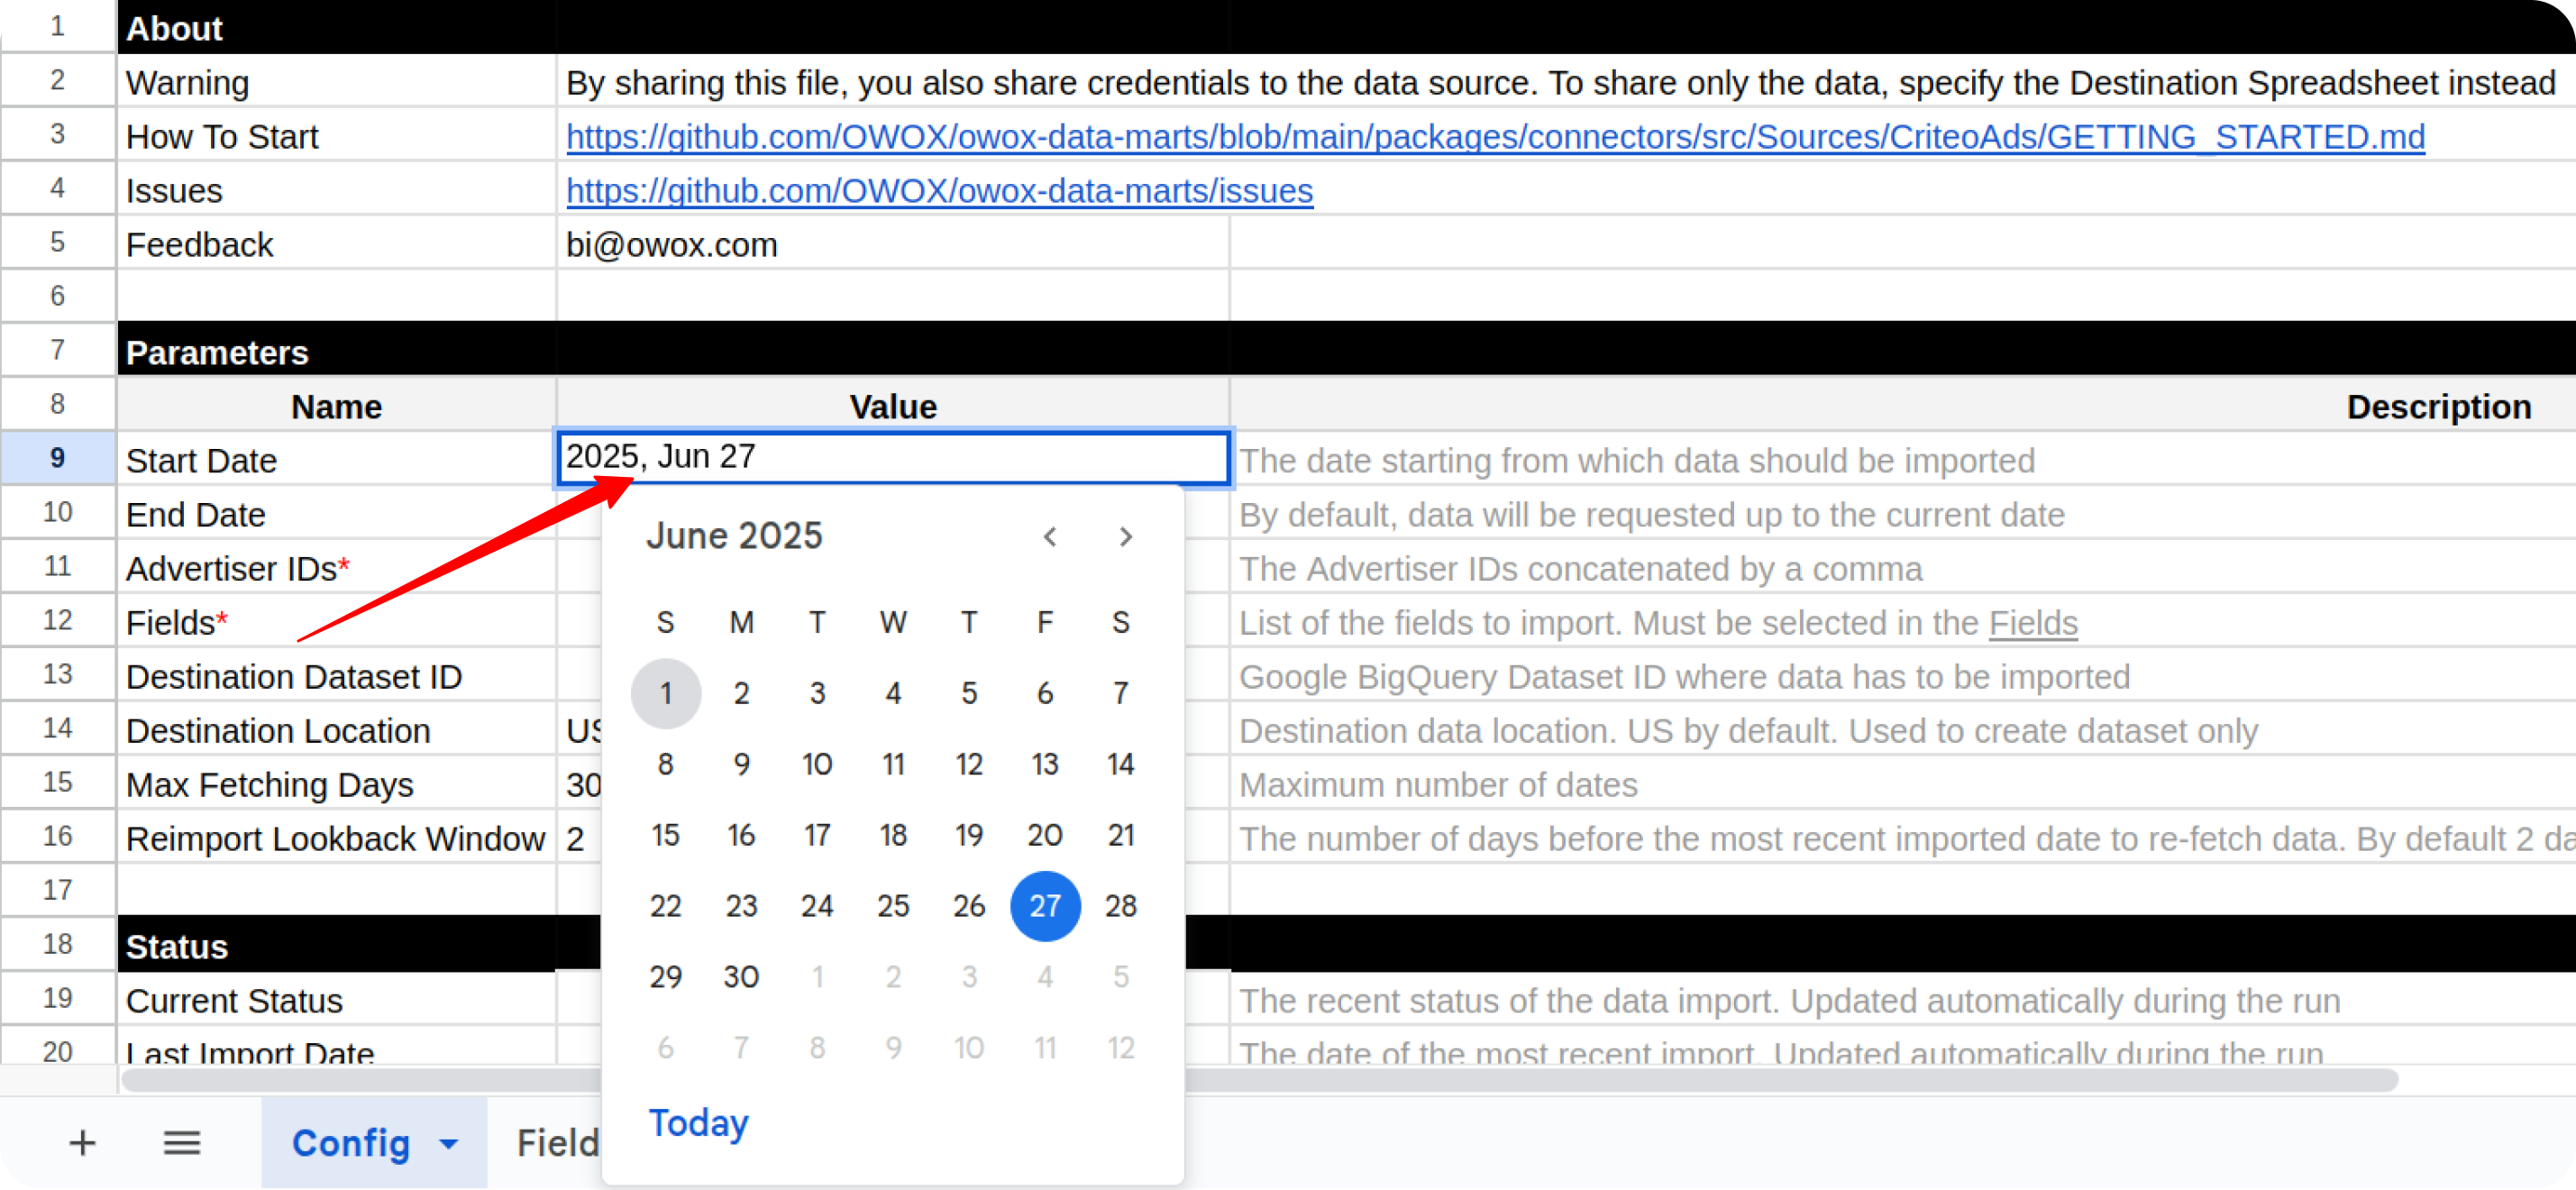 1 About
2 Warning By sharing this file, you also share credentials to the data source. To share only the data, specify the Destination Spreadsheet instead
3 How To Start https://github.com/OWOX/owox-data-marts/blob/main/packages/connectors/src/Sources/CriteoAds/GETTING_STARTED.md
4 Issues https://github.com/OWOX/owox-data-marts/issues
5 Feedback bi@owox.com
6
7 Parameters
8 Name Value Description
9 Start Date 2025, Jun 27 The date starting from which data should be imported
10 End Date By default, data will be requested up to the current date
11 Advertiser IDs* The Advertiser IDs concatenated by a comma
12 Fields* List of the fields to import. Must be selected in the Fields
13 Destination Dataset ID Google BigQuery Dataset ID where data has to be imported
14 Destination Location US Destination data location. US by default. Used to create dataset only
15 Max Fetching Days 30 Maximum number of dates
16 Reimport Lookback Window 2 The number of days before the most recent imported date to re-fetch data. By default 2 da
17
18 Status
19 Current Status The recent status of the data import. Updated automatically during the run
20 Last Import Date The date of the most recent import. Updated automatically during the run
June 2025
S M T W T F S
1 2 3 4 5 6 7
8 9 10 11 12 13 14
15 16 17 18 19 20 21
22 23 24 25 26 27 28
29 30 1 2 3 4 5
6 7 8 9 10 11 12
Today
Config Field